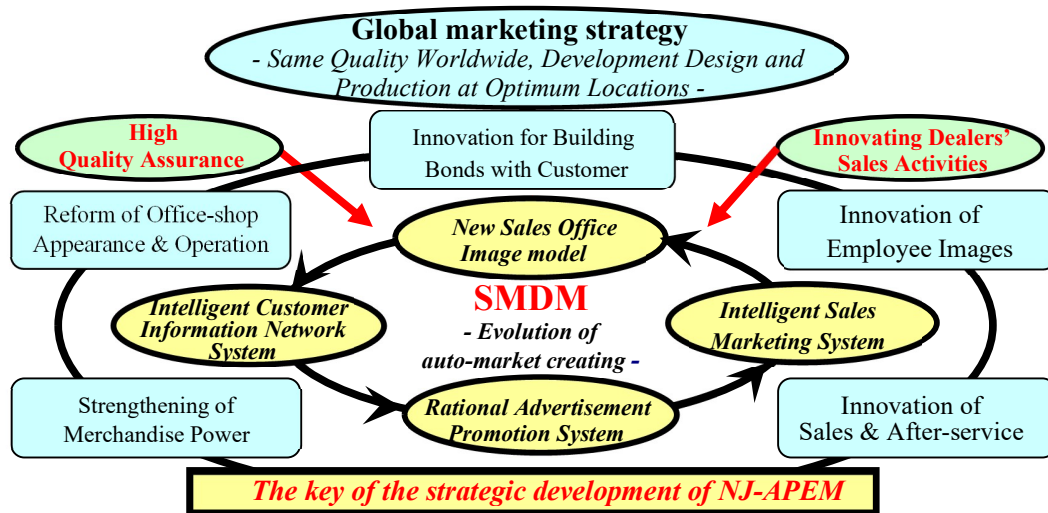 Global marketing strategy
- Same Quality Worldwide, Development Design and
Production at Optimum Locations -
High
Quality Assurance
Innovation for Building
Bonds with Customer
Innovating Dealers’
Sales Activities
Reform of Office-shop
Appearance & Operation
New Sales Office
Image model
Innovation of
Employee Images
Intelligent Customer
Information Network
System
SMDM
- Evolution of
auto-market creating -
Intelligent Sales
Marketing System
Strengthening of
Merchandise Power
Rational Advertisement
Promotion System
Innovation of
Sales & After-service
The key of the strategic development of NJ-APEM